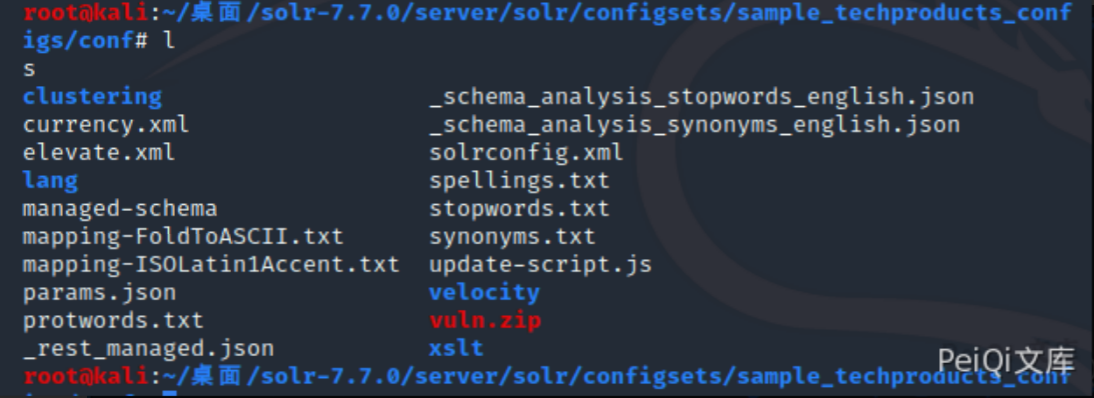 root@kali:~/桌面/solr-7.7.0/server/solr/configsets/sample_techproducts_conf
igs/conf# l
s
clustering _schema_analysis_stopwords_english.json
currency.xml _schema_analysis_synonyms_english.json
elevate.xml solrconfig.xml
lang spellings.txt
managed-schema stopwords.txt
mapping-FoldToASCII.txt synonyms.txt
mapping-ISOLatin1Accent.txt update-script.js
params.json velocity
protwords.txt vuln.zip
_rest_managed.json xslt
PeiQi文库
root@kali:~/桌面/solr-7.7.0/server/solr/configsets/sample_techproducts_conf